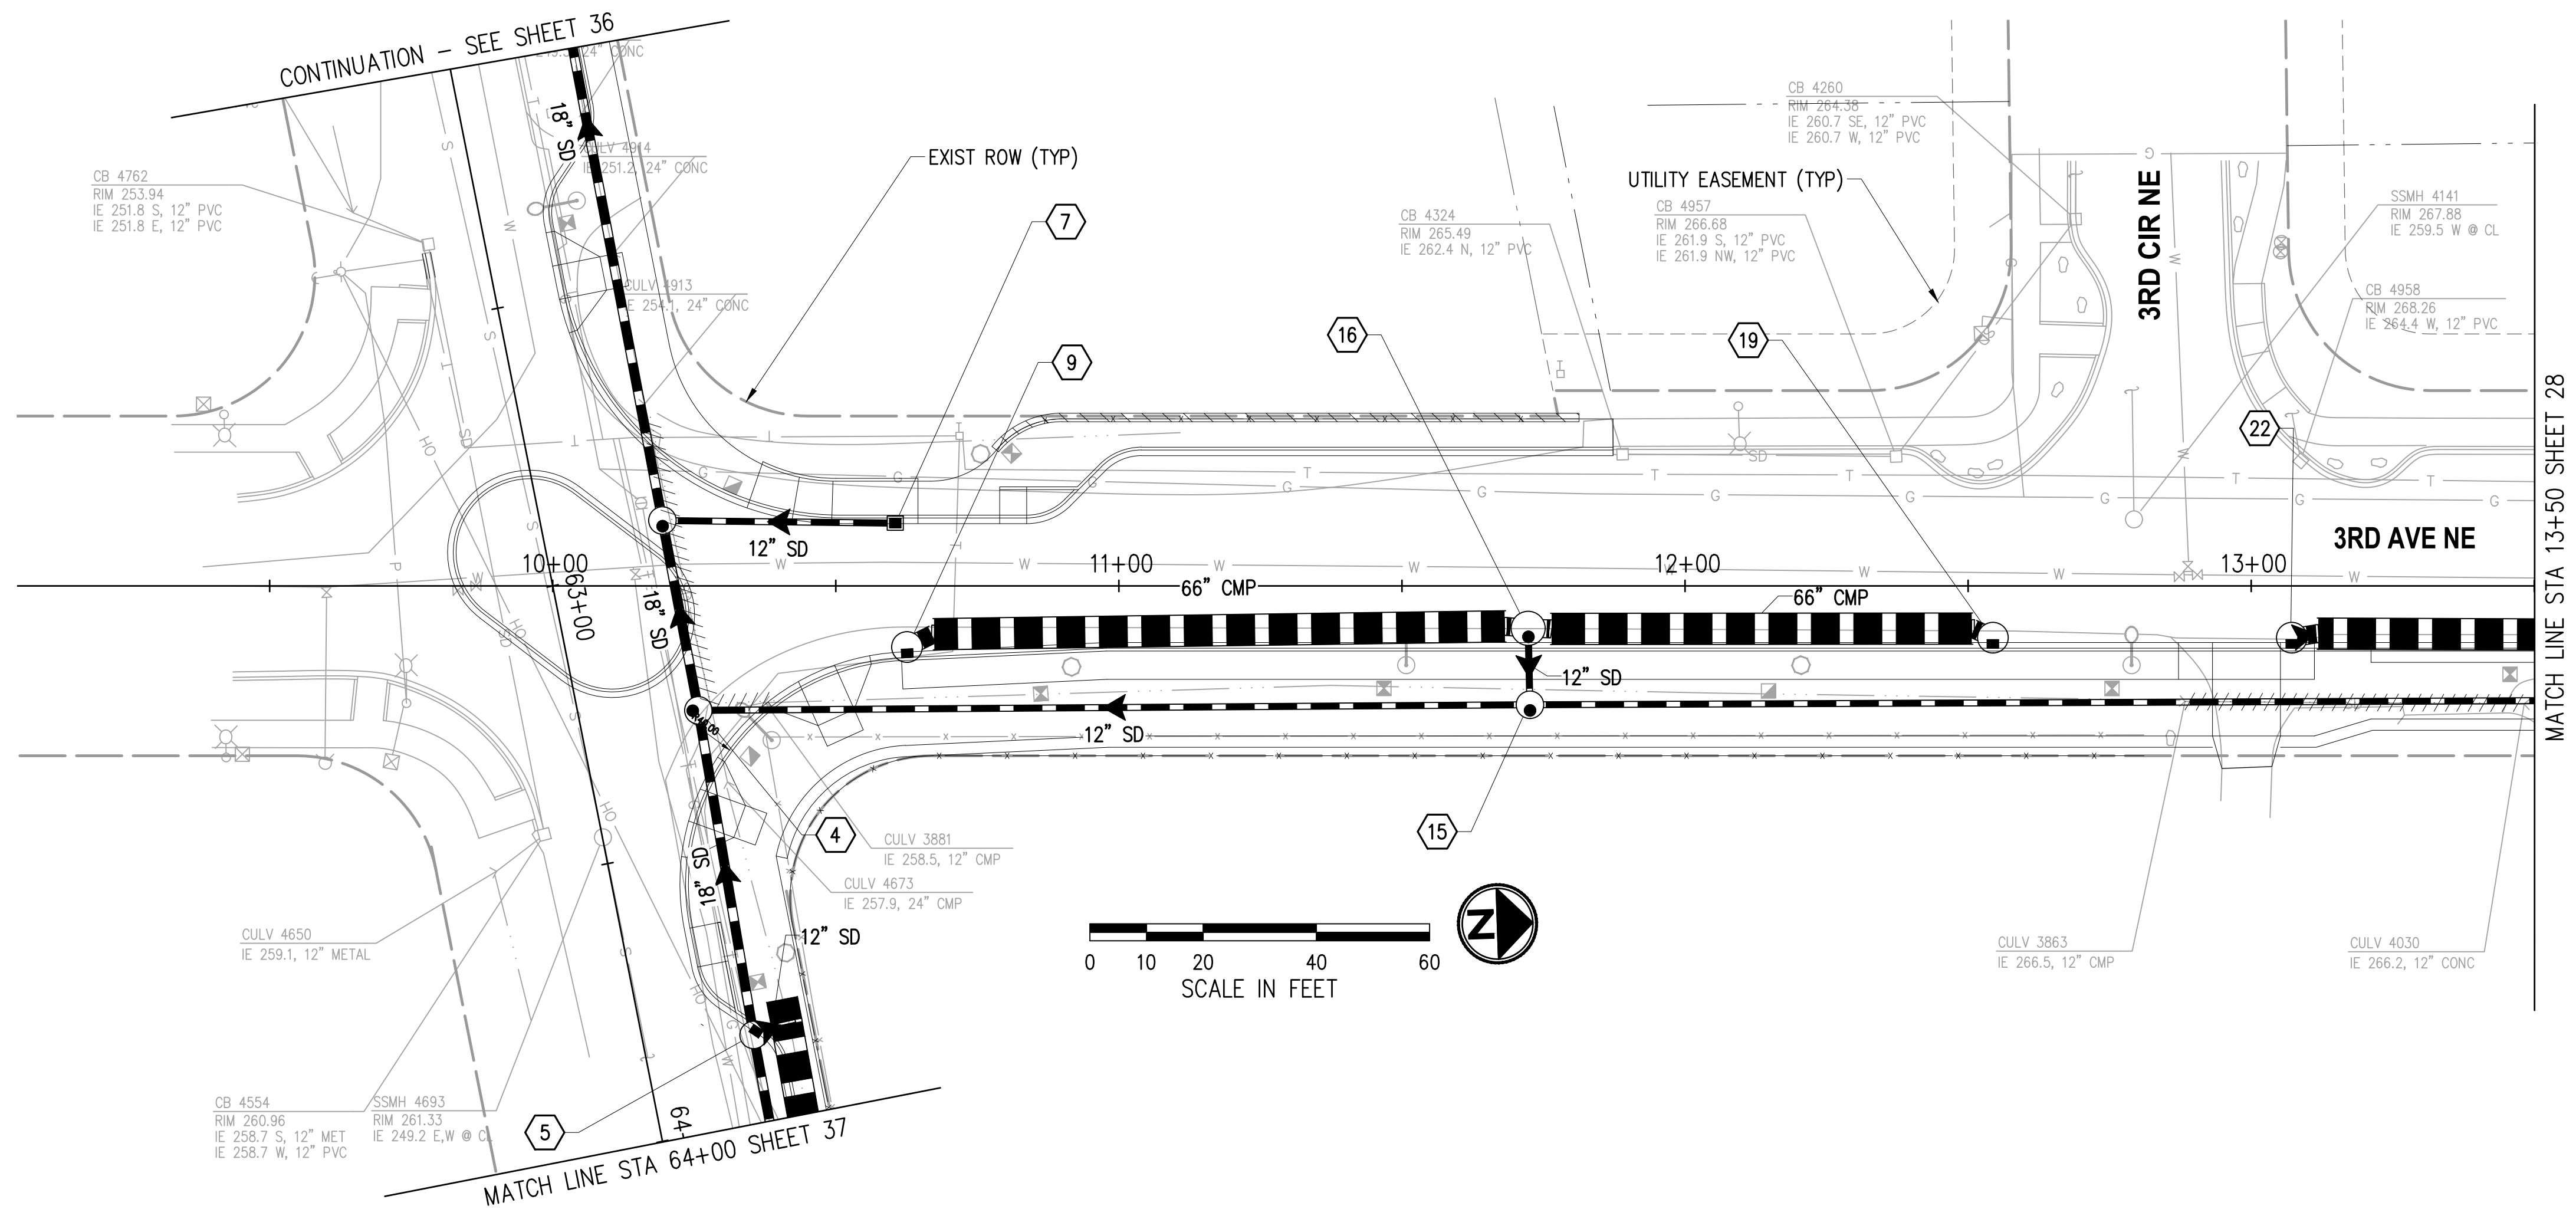 CONTINUATION – SEE SHEET 36
24" CONC
18" SD
CULV 4914
IE 251.2, 24" CONC
CB 4762
RIM 253.94
IE 251.8 S, 12" PVC
IE 251.8 E, 12" PVC
EXIST ROW (TYP)
7
CULV 4913
IE 254.1, 24" CONC
9
16
CB 4324
RIM 265.49
IE 262.4 N, 12" PVC
UTILITY EASEMENT (TYP)
CB 4957
RIM 266.68
IE 261.9 S, 12" PVC
IE 261.9 NW, 12" PVC
19
CB 4260
RIM 264.38
IE 260.7 SE, 12" PVC
IE 260.7 W, 12" PVC
3RD CIR NE
SSMH 4141
RIM 267.88
IE 259.5 W @ CL
CB 4958
RIM 268.26
IE 264.4 W, 12" PVC
22
MATCH LINE STA 13+50 SHEET 28
3RD AVE NE
12" SD
10+00
11+00
12+00
13+00
63+00
18" SD
66" CMP
66" CMP
12" SD
12" SD
4
15
CULV 3881
IE 258.5, 12" CMP
CULV 4673
IE 257.9, 24" CMP
18" SD
12" SD
CULV 4650
IE 259.1, 12" METAL
0 10 20 40 60
SCALE IN FEET
Z
CULV 3863
IE 266.5, 12" CMP
CULV 4030
IE 266.2, 12" CONC
CB 4554
RIM 260.96
IE 258.7 S, 12" MET
IE 258.7 W, 12" PVC
SSMH 4693
RIM 261.33
IE 249.2 E,W @ CL
5
64-
MATCH LINE STA 64+00 SHEET 37